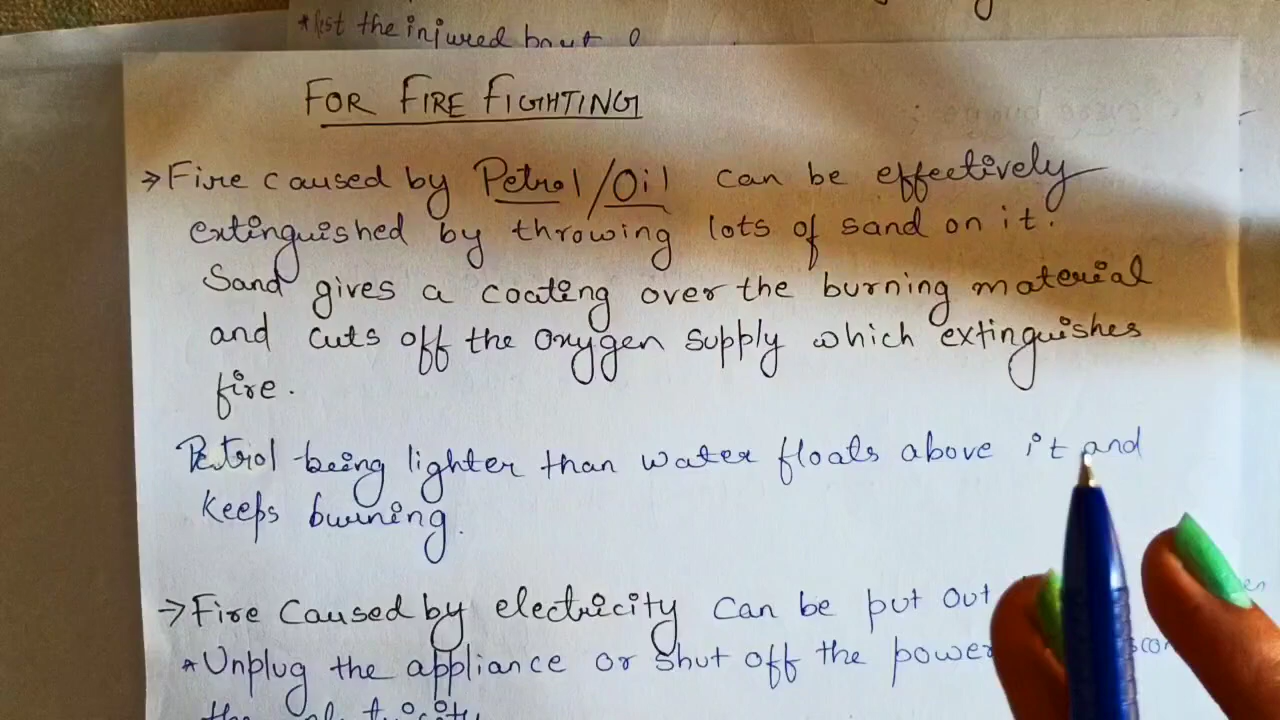 the injured
FOR FIRE FIGHTING
→ Fire caused by Petrol/Oil can be effectively
extinguished by throwing lots of sand on it.
Sand gives a coating over the burning material
and cuts off the oxygen supply which extinguishes
fire.
Petrol being lighter than water floats above it and
keeps burning.
→ Fire caused by electricity can be put out
* Unplug the appliance or shut off the power
the